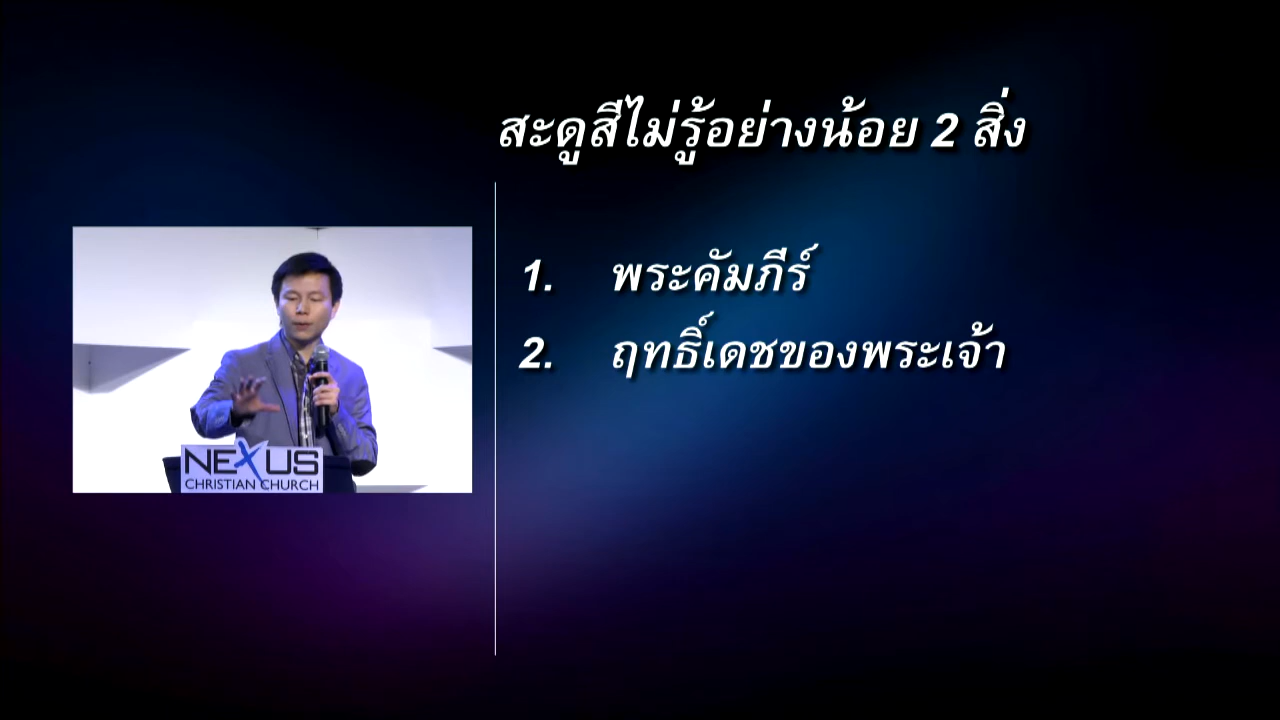 สะดูสีไม่รู้อย่างน้อย 2 สิ่ง
1. พระคัมภีร์
2. ฤทธิ์เดชของพระเจ้า
NEXUS
CHRISTIAN CHURCH